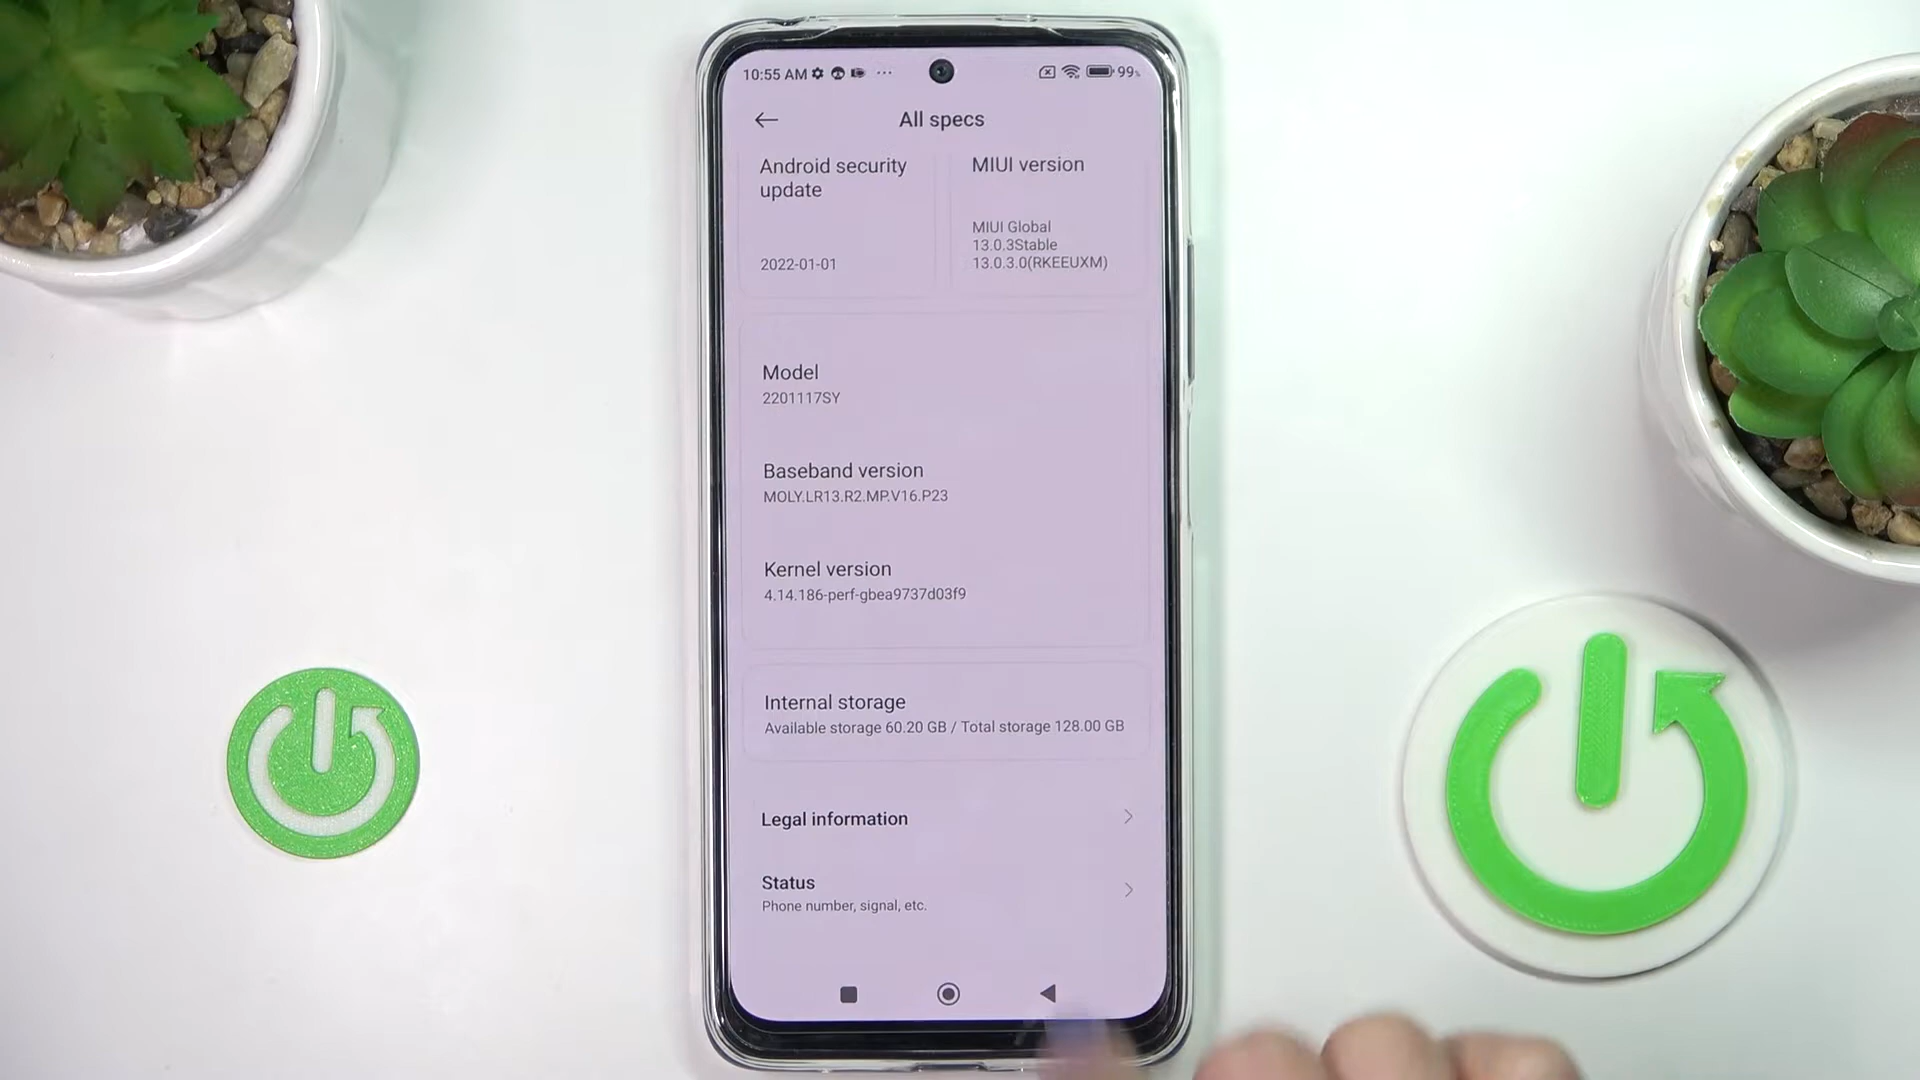 10:55 AM
99%
All specs
Android security
update
2022-01-01
MIUI version
MIUI Global
13.0.3Stable
13.0.3.0(RKEEUXM)
Model
2201117SY
Baseband version
MOLY.LR13.R2.MP.V16.P23
Kernel version
4.14.186-perf-gbea9737d03f9
Internal storage
Available storage 60.20 GB / Total storage 128.00 GB
Legal information
Status
Phone number, signal, etc.